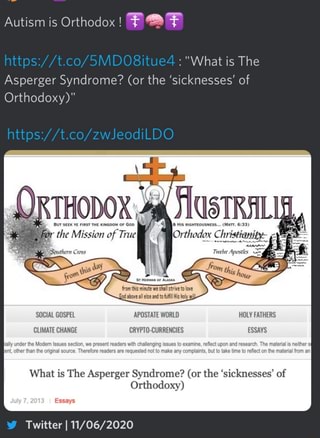 Autism is Orthodox ! ☦️🧠☦️
https://t.co/5MD08itue4 : "What is The
Asperger Syndrome? (or the ‘sicknesses’ of
Orthodoxy)"
https://t.co/zwJeodiLDO
ORTHODOX AUSTRALIA
BUT SEEK YE FIRST THE KINGDOM OF GOD & HIS RIGHTEOUSNESS... (MATT. 6:33)
For the Mission of True Orthodox Christianity
Southern Cross Twelve Apostles
from this day from this hour
ST HERMAN OF ALASKA
from this minute we shall strive to love
God above all else and to fulfil His holy will
SOCIAL GOSPEL APOSTATE WORLD HOLY FATHERS
CLIMATE CHANGE CRYPTO-CURRENCIES ESSAYS
ally under the Modern Issues section, we present readers with challenging issues to examine, reflect upon and research. The material is neither
ent, other than the original source. Therefore readers are requested not to make any complaints, but to take time to reflect on the material from an
What is The Asperger Syndrome? (or the ‘sicknesses’ of
Orthodoxy)
July 7, 2013 | Essays
Twitter | 11/06/2020